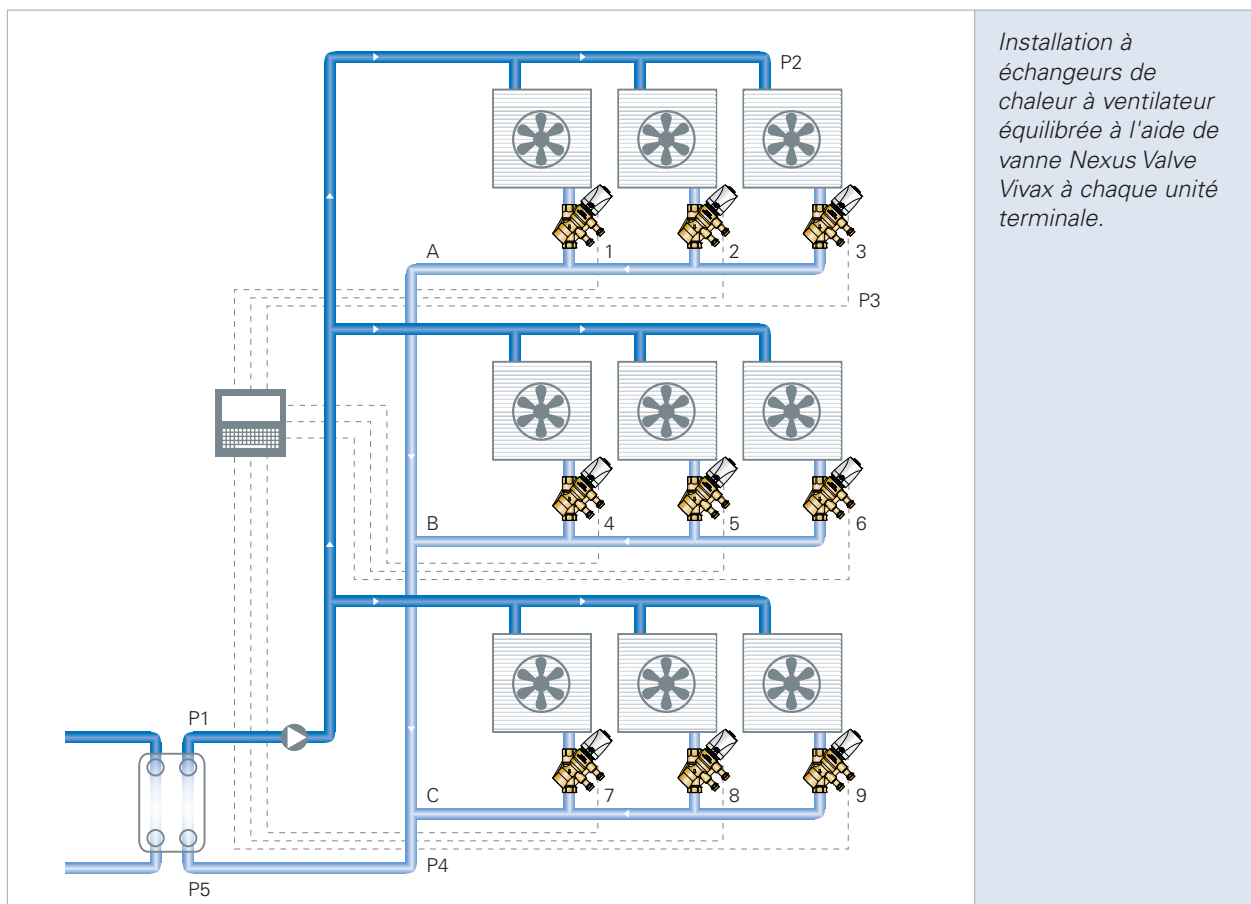 Installation à
échangeurs de
chaleur à ventilateur
équilibrée à l'aide de
vanne Nexus Valve
Vivax à chaque unité
terminale.
P2
A
1
2
3
P3
B
4
5
6
P1
C
7
8
9
P4
P5